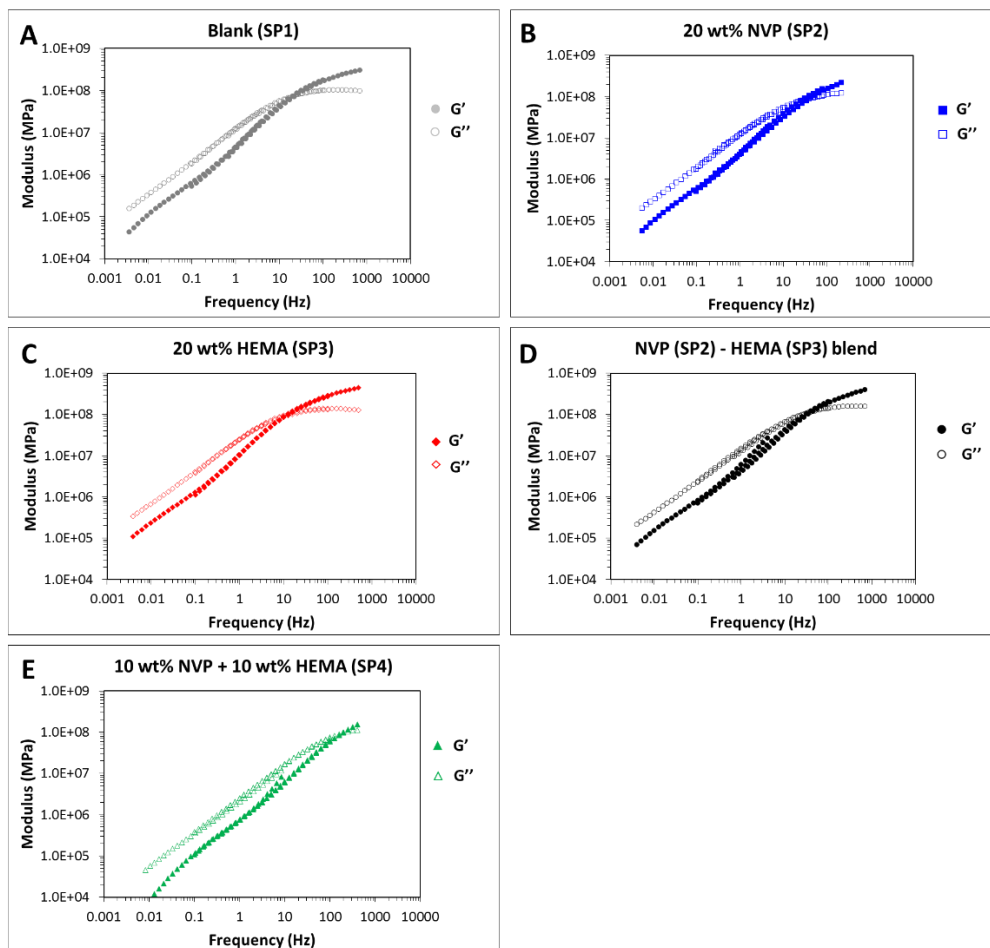 A
Blank (SP1)
Modulus (MPa)
1.0E+09
1.0E+08
1.0E+07
1.0E+06
1.0E+05
1.0E+04
0.001 0.01 0.1 1 10 100 1000 10000
Frequency (Hz)
G’
G’’
B
20 wt% NVP (SP2)
Modulus (MPa)
1.0E+09
1.0E+08
1.0E+07
1.0E+06
1.0E+05
1.0E+04
0.001 0.01 0.1 1 10 100 1000 10000
Frequency (Hz)
G’
G’’
C
20 wt% HEMA (SP3)
Modulus (MPa)
1.0E+09
1.0E+08
1.0E+07
1.0E+06
1.0E+05
1.0E+04
0.001 0.01 0.1 1 10 100 1000 10000
Frequency (Hz)
G’
G’’
D
NVP (SP2) - HEMA (SP3) blend
Modulus (MPa)
1.0E+09
1.0E+08
1.0E+07
1.0E+06
1.0E+05
1.0E+04
0.001 0.01 0.1 1 10 100 1000 10000
Frequency (Hz)
G’
G’’
E
10 wt% NVP + 10 wt% HEMA (SP4)
Modulus (MPa)
1.0E+09
1.0E+08
1.0E+07
1.0E+06
1.0E+05
1.0E+04
0.001 0.01 0.1 1 10 100 1000 10000
Frequency (Hz)
G’
G’’